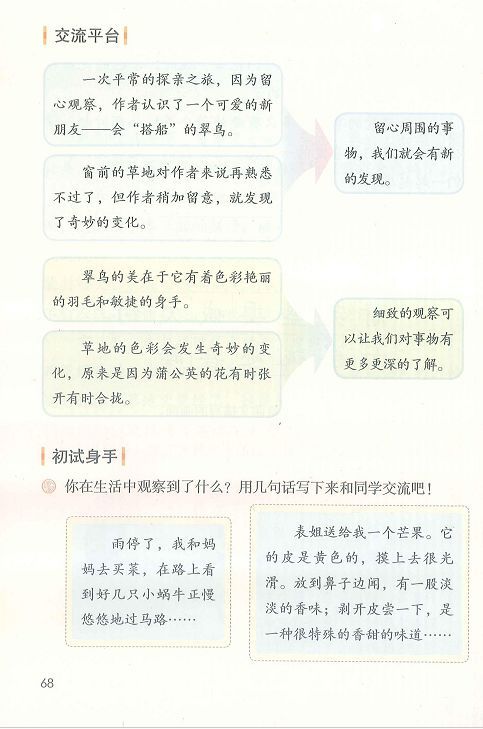 交流平台
一次平常的探亲之旅，因为留
心观察，作者认识了一个可爱的新
朋友——会“搭船”的翠鸟。
窗前的草地对作者来说再熟悉
不过了，但作者稍加留意，就发现
了奇妙的变化。
留心周围的事
物，我们就会有新
的发现。
翠鸟的美在于它有着色彩艳丽
的羽毛和敏捷的身手。
草地的色彩会发生奇妙的变
化，原来是因为蒲公英的花有时张
开有时合拢。
细致的观察可
以让我们对事物有
更多更深的了解。
初试身手
你在生活中观察到了什么？用几句话写下来和同学交流吧！
雨停了，我和妈
妈去买菜，在路上看
到好几只小蜗牛正慢
悠悠地过马路……
表姐送给我一个芒果。它
的皮是黄色的，摸上去很光
滑。放到鼻子边闻，有一股淡
淡的香味；剥开皮尝一下，是
一种很特殊的香甜的味道……
68